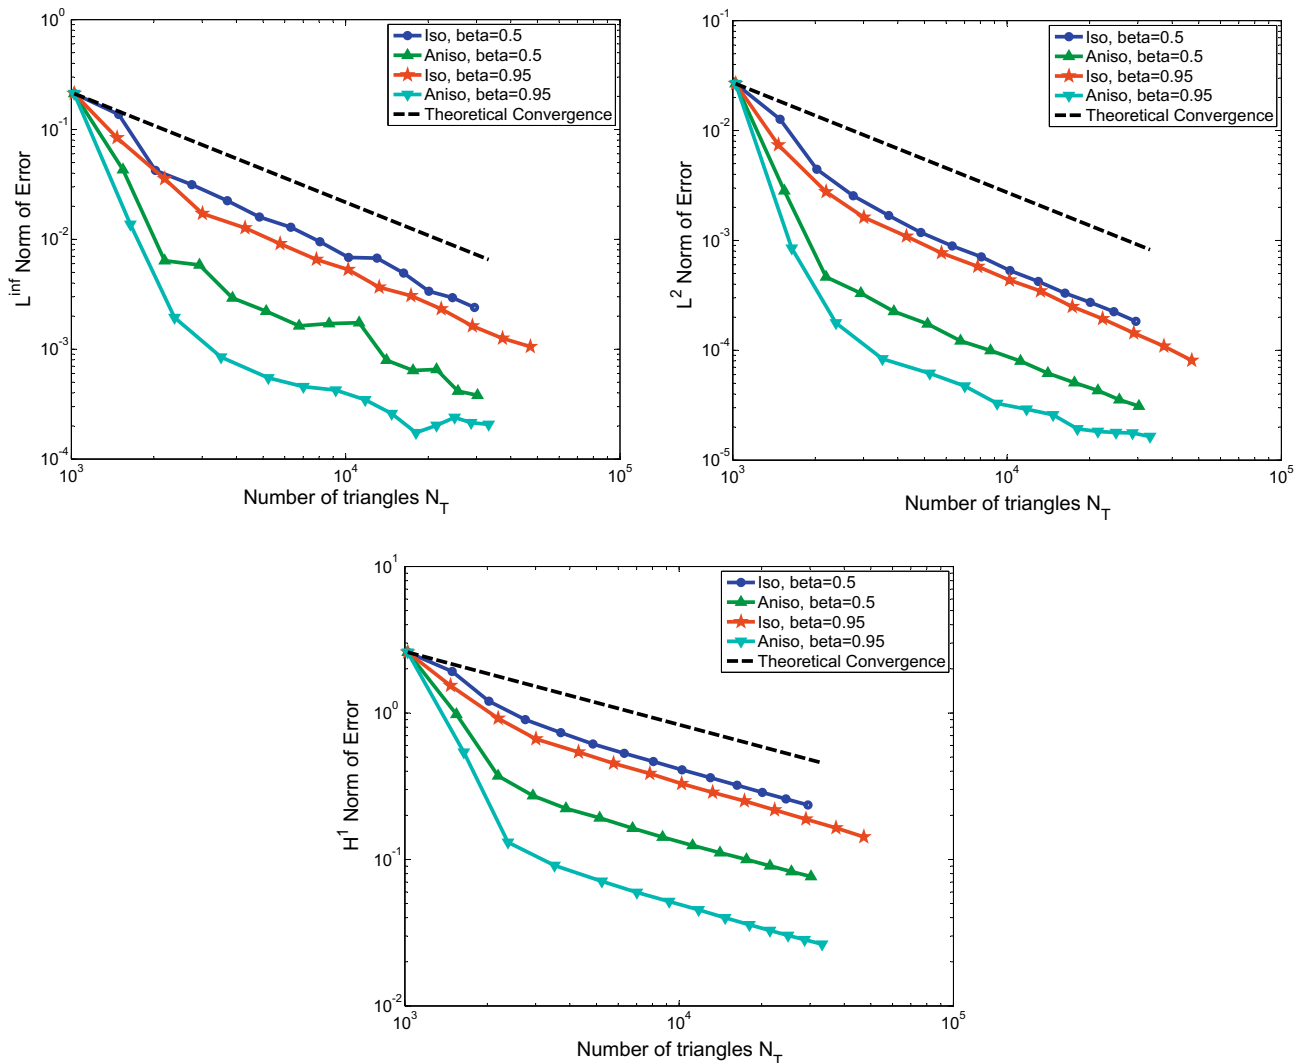 10^0
10^-1
10^-2
10^-3
10^-4
L^inf Norm of Error
10^3
10^4
10^5
Number of triangles N_T
Iso, beta=0.5
Aniso, beta=0.5
Iso, beta=0.95
Aniso, beta=0.95
Theoretical Convergence
10^-1
10^-2
10^-3
10^-4
10^-5
L^2 Norm of Error
10^3
10^4
10^5
Number of triangles N_T
Iso, beta=0.5
Aniso, beta=0.5
Iso, beta=0.95
Aniso, beta=0.95
Theoretical Convergence
10^1
10^0
10^-1
10^-2
H^1 Norm of Error
10^3
10^4
10^5
Number of triangles N_T
Iso, beta=0.5
Aniso, beta=0.5
Iso, beta=0.95
Aniso, beta=0.95
Theoretical Convergence